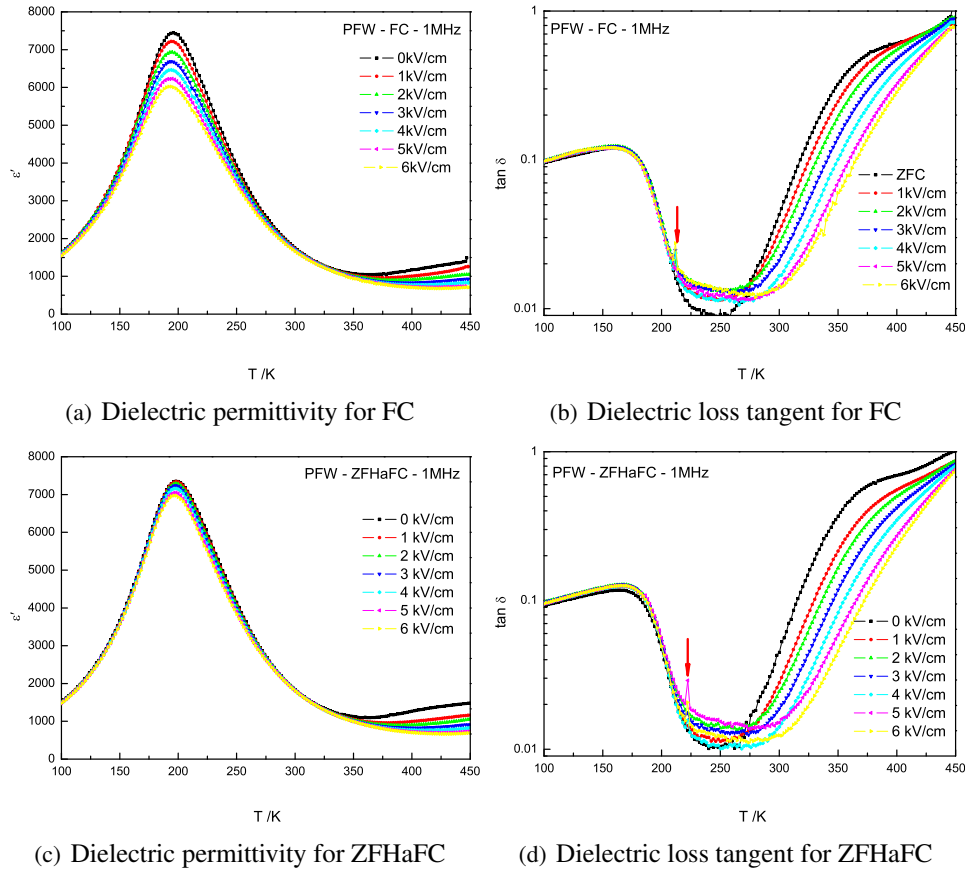 PFW - FC - 1MHz
0kV/cm
1kV/cm
2kV/cm
3kV/cm
4kV/cm
5kV/cm
6kV/cm
8000
7000
6000
5000
4000
3000
2000
1000
0
ε'
100 150 200 250 300 350 400 450
T /K
(a) Dielectric permittivity for FC
PFW - FC - 1MHz
ZFC
1kV/cm
2kV/cm
3kV/cm
4kV/cm
5kV/cm
6kV/cm
1
0.1
0.01
tan δ
100 150 200 250 300 350 400 450
T /K
(b) Dielectric loss tangent for FC
PFW - ZFHaFC - 1MHz
0 kV/cm
1 kV/cm
2 kV/cm
3 kV/cm
4 kV/cm
5 kV/cm
6 kV/cm
8000
7000
6000
5000
4000
3000
2000
1000
0
ε'
100 150 200 250 300 350 400 450
T /K
(c) Dielectric permittivity for ZFHaFC
PFW - ZFHaFC - 1MHz
0 kV/cm
1 kV/cm
2 kV/cm
3 kV/cm
4 kV/cm
5 kV/cm
6 kV/cm
1
0.1
0.01
tan δ
100 150 200 250 300 350 400 450
T /K
(d) Dielectric loss tangent for ZFHaFC